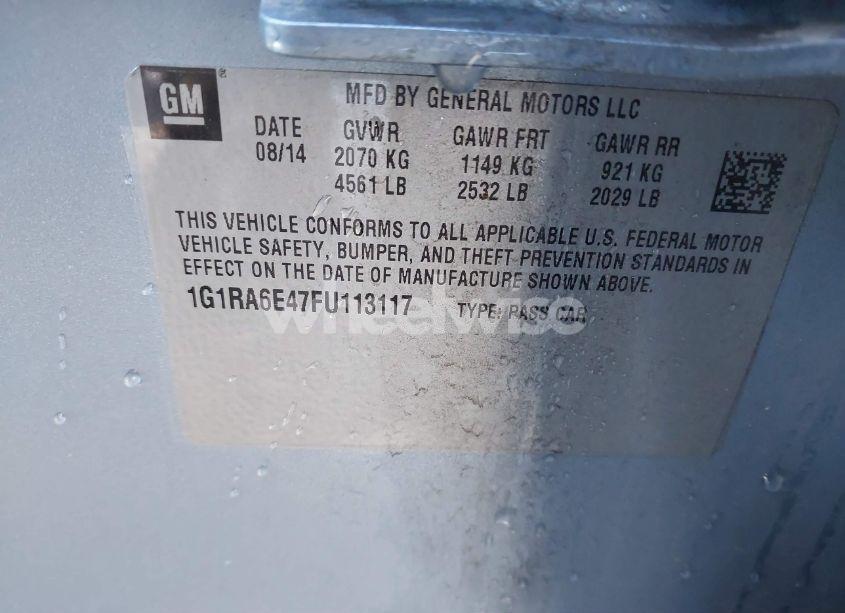 GM
MFD BY GENERAL MOTORS LLC
DATE GVWR GAWR FRT GAWR RR
08/14 2070 KG 1149 KG 921 KG
4561 LB 2532 LB 2029 LB
THIS VEHICLE CONFORMS TO ALL APPLICABLE U.S. FEDERAL MOTOR
VEHICLE SAFETY, BUMPER, AND THEFT PREVENTION STANDARDS IN
EFFECT ON THE DATE OF MANUFACTURE SHOWN ABOVE.
1G1RA6E47FU113117 TYPE: PASS CAR
wheelwise